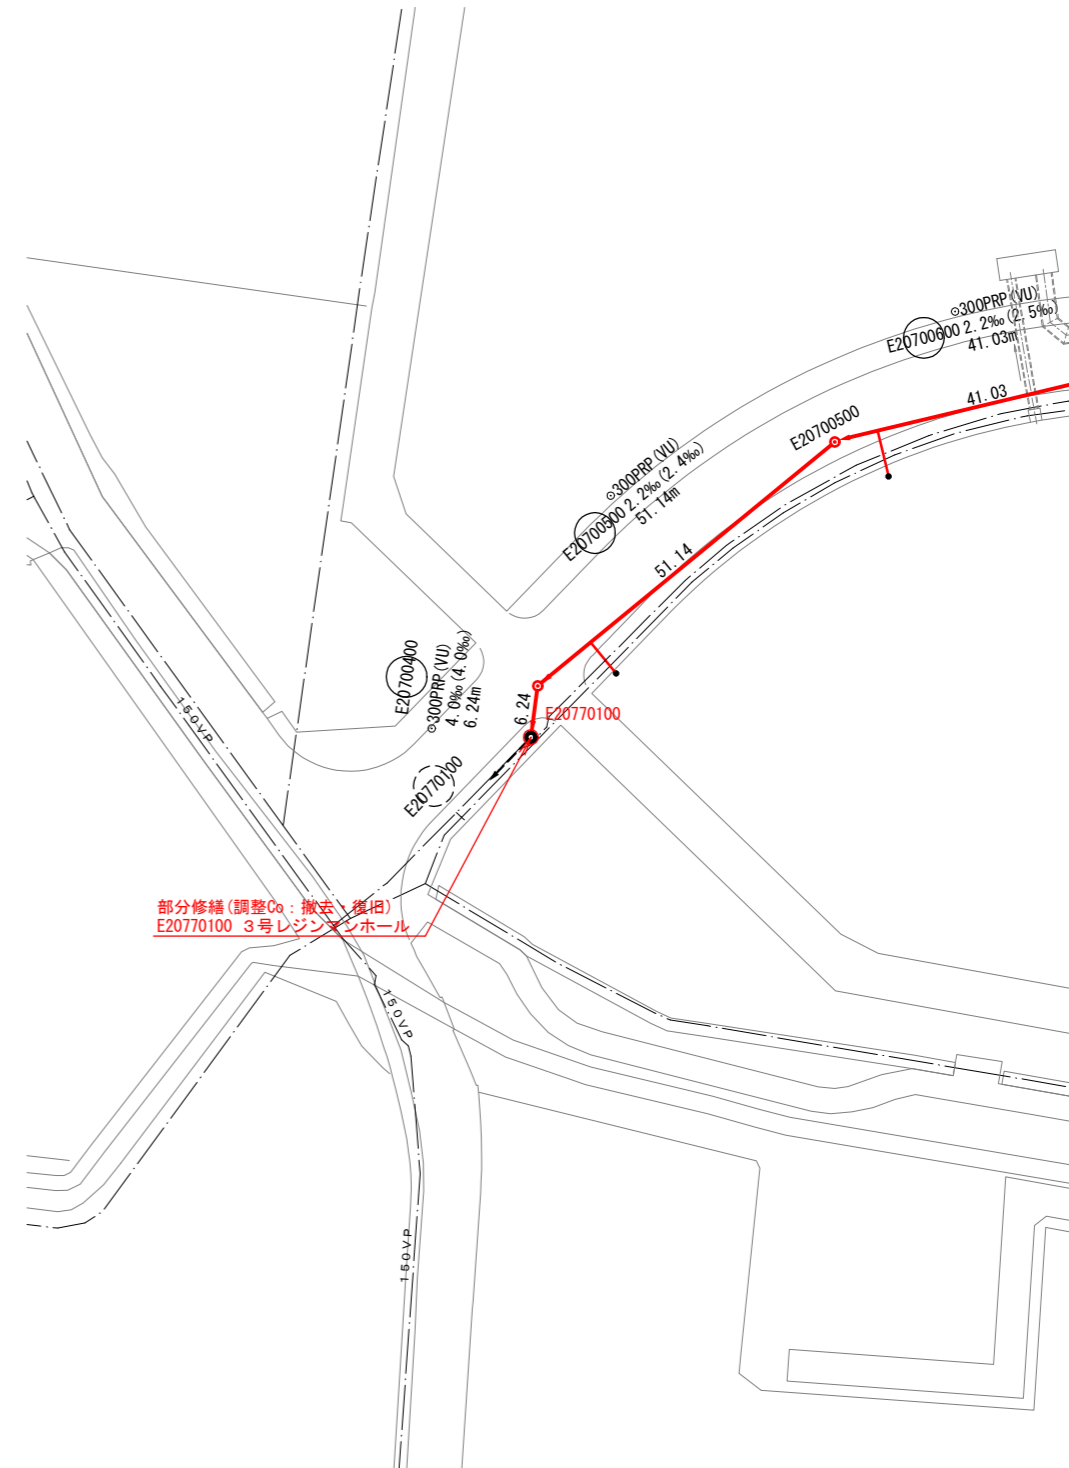 ⊙300PRP(VU)
E20700600 2.2‰(2.5‰)
41.03m
41.03
E20700500
⊙300PRP(VU)
E20700500 2.2‰(2.4‰)
51.14m
51.14
E20700400
⊙300PRP(VU)
4.0‰(4.0‰)
6.24m
6.24
E20770100
E20770100
150VP
部分修繕(調整Co：撤去・復旧)
E20770100 3号レジンマンホール
150VP
150VP